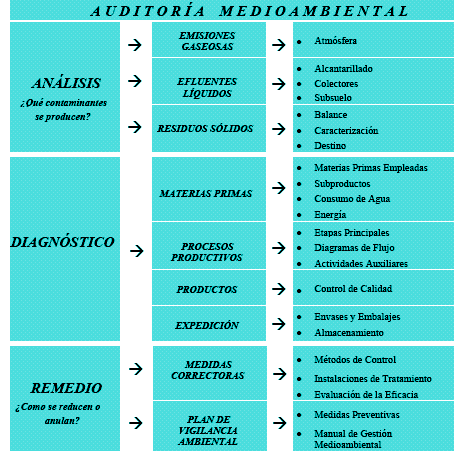 AUDITORÍA MEDIOAMBIENTAL
ANÁLISIS
¿Qué contaminantes
se producen?
EMISIONES
GASEOSAS
Atmósfera
EFLUENTES
LÍQUIDOS
Alcantarillado
Colectores
Subsuelo
RESIDUOS SÓLIDOS
Balance
Caracterización
Destino
DIAGNÓSTICO
MATERIAS PRIMAS
Materias Primas Empleadas
Subproductos
Consumo de Agua
Energía
PROCESOS
PRODUCTIVOS
Etapas Principales
Diagramas de Flujo
Actividades Auxiliares
PRODUCTOS
Control de Calidad
EXPEDICIÓN
Envases y Embalajes
Almacenamiento
REMEDIO
¿Como se reducen o
anulan?
MEDIDAS
CORRECTORAS
Métodos de Control
Instalaciones de Tratamiento
Evaluación de la Eficacia
PLAN DE
VIGILANCIA
AMBIENTAL
Medidas Preventivas
Manual de Gestión
Medioambiental